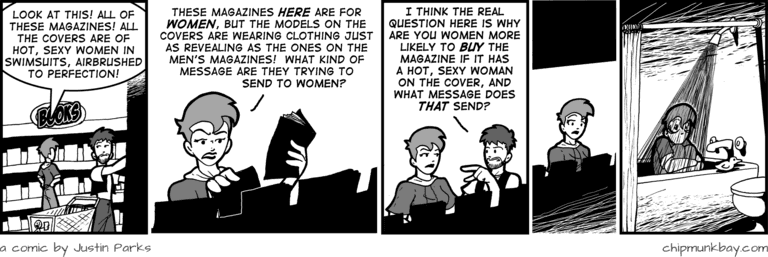 LOOK AT THIS! ALL OF
THESE MAGAZINES! ALL
THE COVERS ARE OF
HOT, SEXY WOMEN IN
SWIMSUITS, AIRBRUSHED
TO PERFECTION!
BOOKS
THESE MAGAZINES HERE ARE FOR
WOMEN, BUT THE MODELS ON THE
COVERS ARE WEARING CLOTHING JUST
AS REVEALING AS THE ONES ON THE
MEN'S MAGAZINES! WHAT KIND OF
MESSAGE ARE THEY TRYING TO
SEND TO WOMEN?
I THINK THE REAL
QUESTION HERE IS WHY
ARE YOU WOMEN MORE
LIKELY TO BUY THE
MAGAZINE IF IT HAS
A HOT, SEXY WOMAN
ON THE COVER, AND
WHAT MESSAGE DOES
THAT SEND?
a comic by Justin Parks
chipmunkbay.com